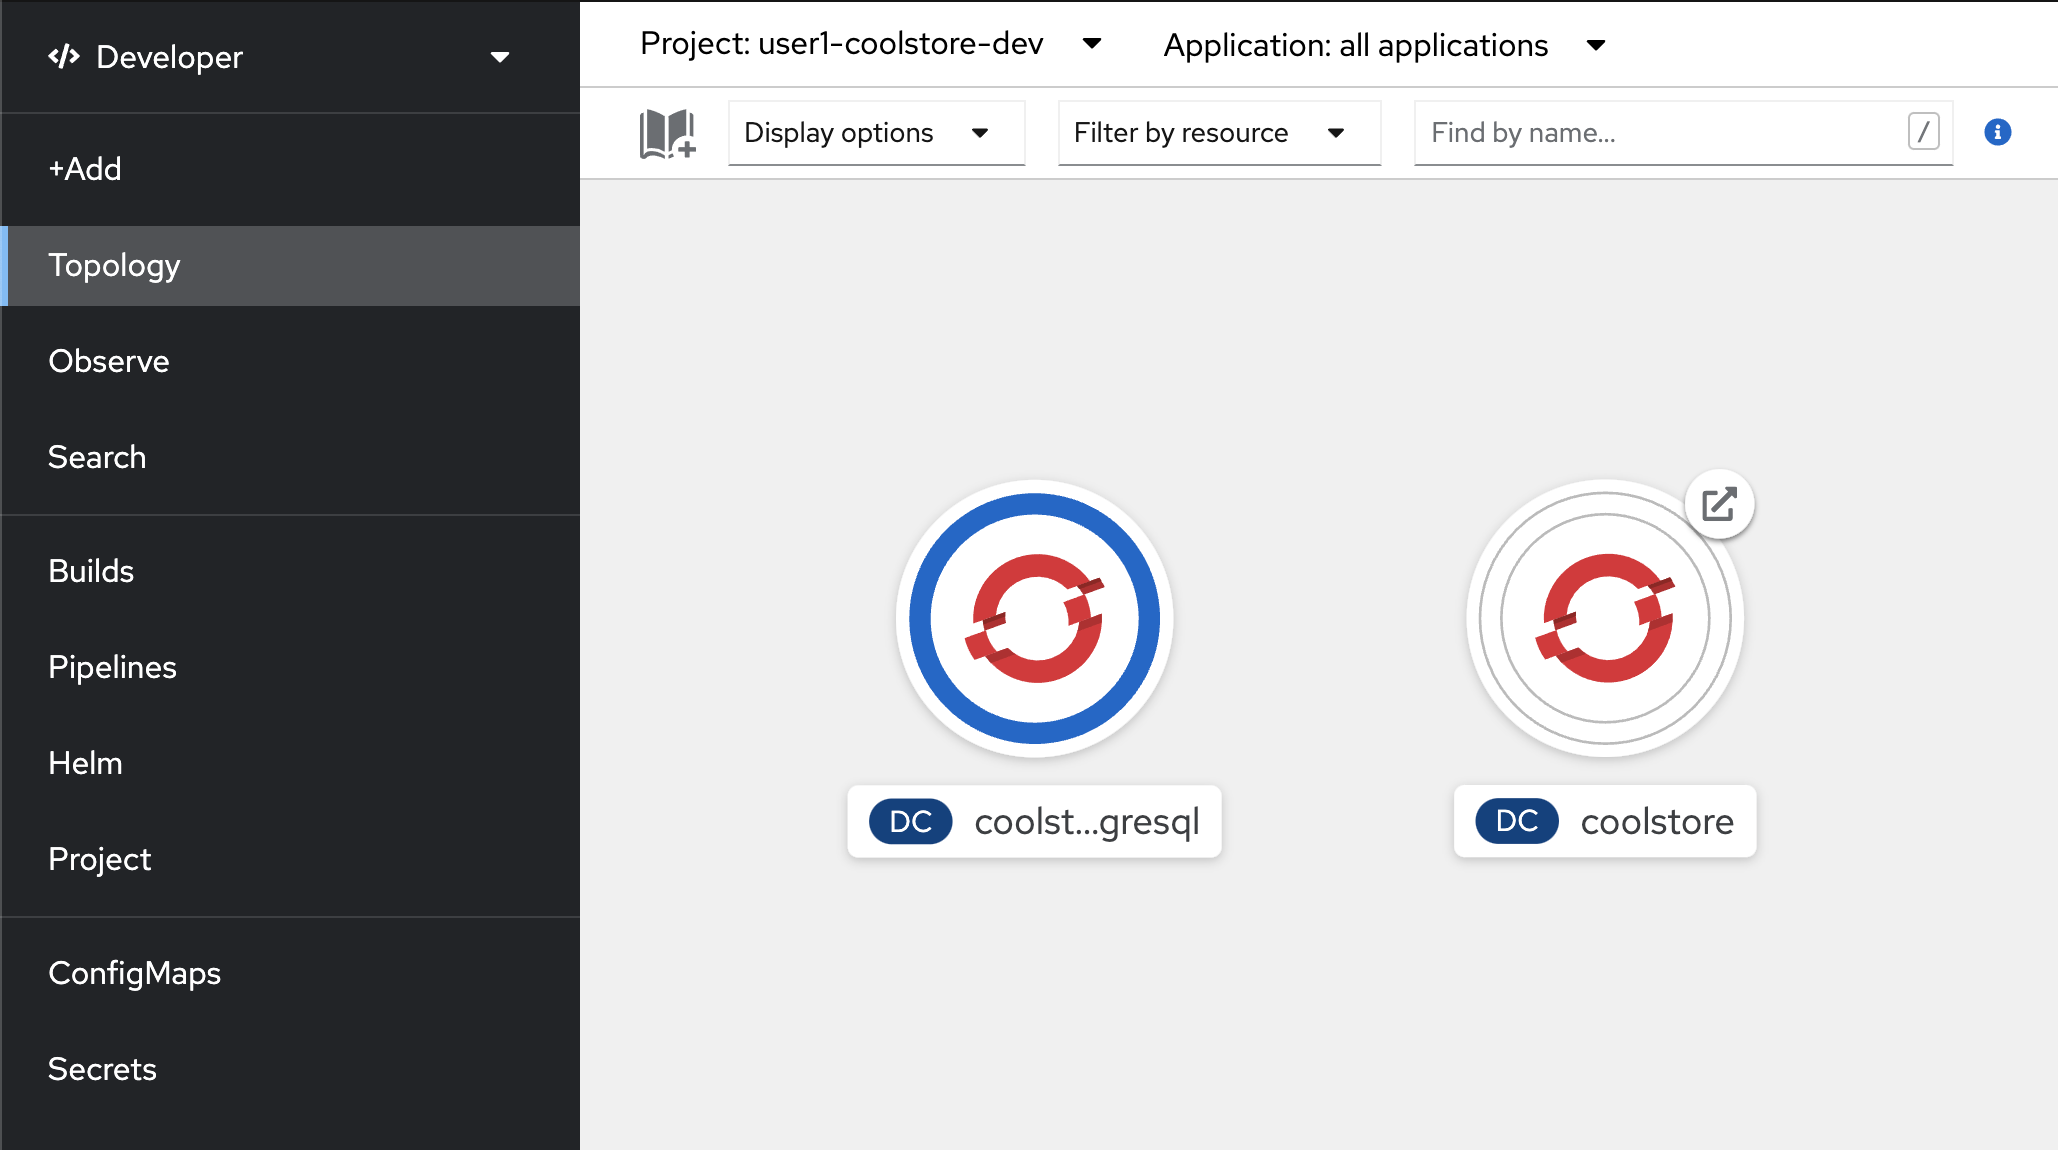 Developer
+Add
Topology
Observe
Search
Builds
Pipelines
Helm
Project
ConfigMaps
Secrets
Project: user1-coolstore-dev
Application: all applications
Display options
Filter by resource
Find by name...
/
DC coolst...gresql
DC coolstore